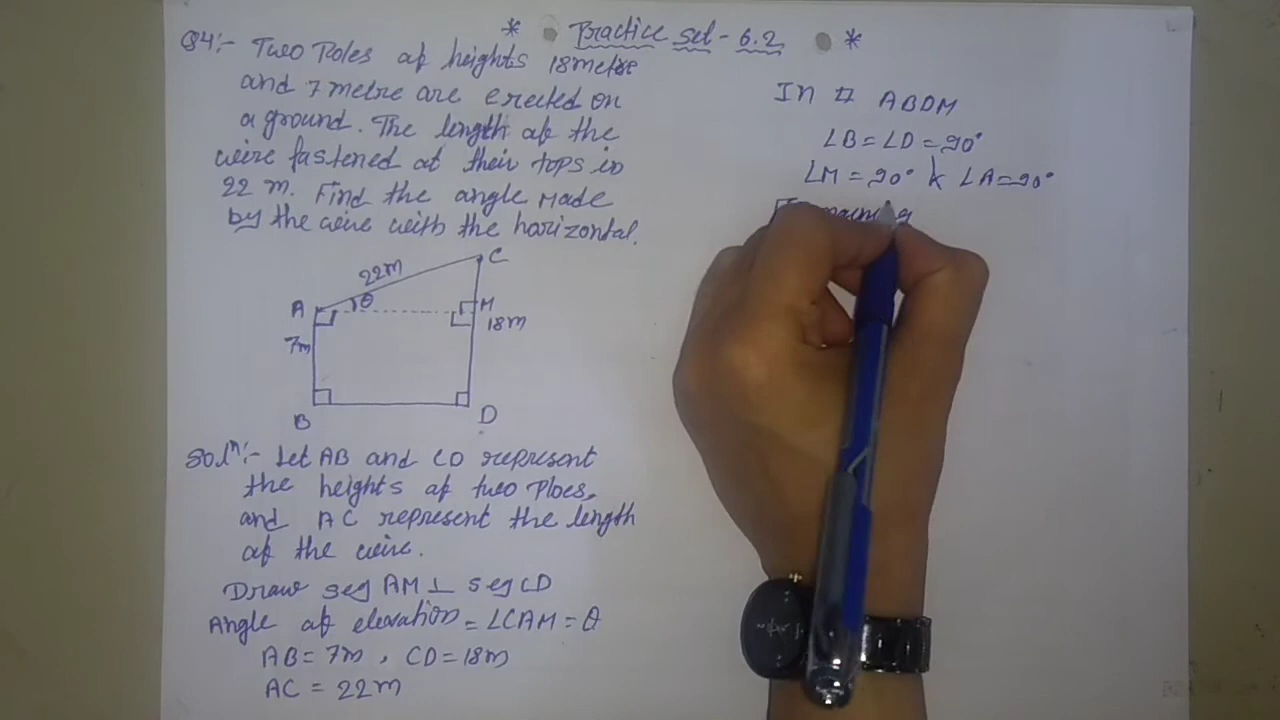 * Practice set - 6.2 *
Q4:- Two Poles of heights 18 metre
and 7 metre are erected on
a ground. The length of the
wire fastened at their tops is
22 m. Find the angle made
by the wire with the horizontal.
C
22m
A θ M
18m
7m
B D
Solⁿ:- Let AB and CD represent
the heights of two Ploes,
and AC represent the length
of the wire.
Draw seg AM ⊥ seg CD
Angle of elevation = ∠CAM = θ
AB = 7m , CD = 18m
AC = 22m
In □ ABDM
∠B = ∠D = 90°
∠M = 90° & ∠A = 90°